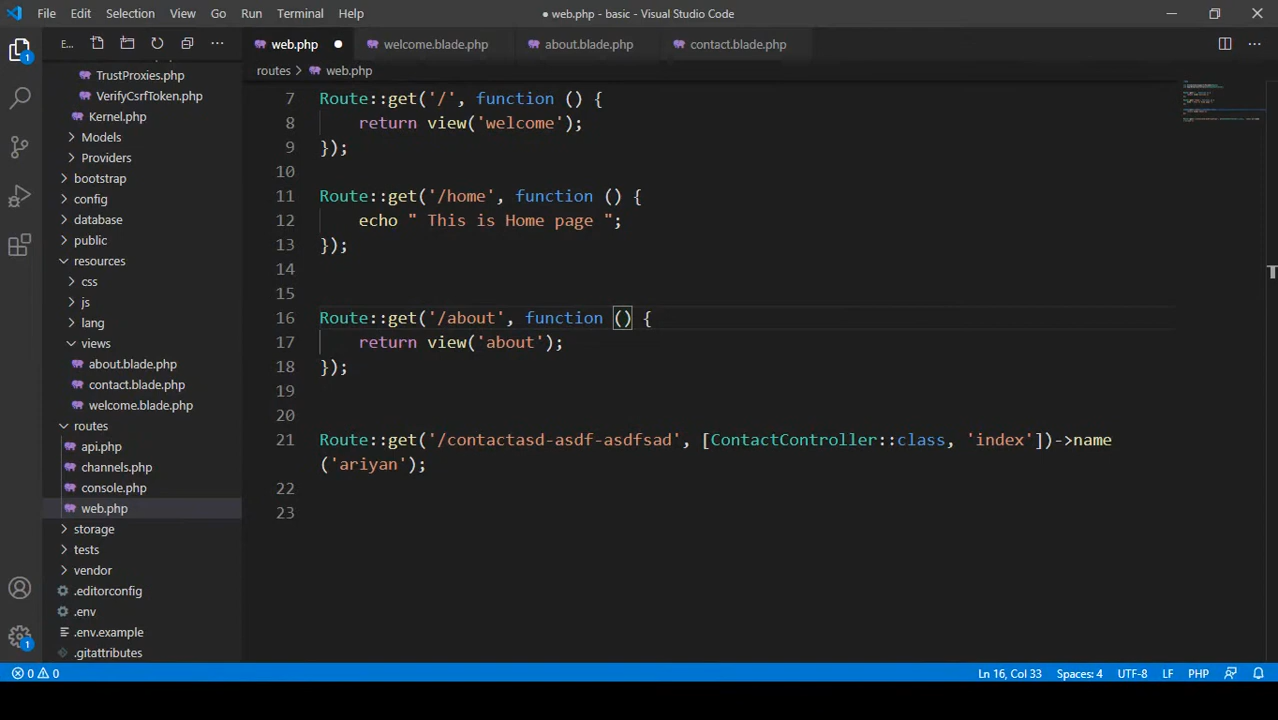 File Edit Selection View Go Run Terminal Help
● web.php - basic - Visual Studio Code
1
E...
web.php
welcome.blade.php
about.blade.php
contact.blade.php
routes > web.php
TrustProxies.php
VerifyCsrfToken.php
Kernel.php
Models
Providers
bootstrap
config
database
public
resources
css
js
lang
views
about.blade.php
contact.blade.php
welcome.blade.php
routes
api.php
channels.php
console.php
web.php
storage
tests
vendor
.editorconfig
.env
.env.example
.gitattributes
1
7 Route::get('/', function () {
8 return view('welcome');
9 });
10
11 Route::get('/home', function () {
12 echo " This is Home page ";
13 });
14
15
16 Route::get('/about', function () {
17 return view('about');
18 });
19
20
21 Route::get('/contactasd-asdf-asdfsad', [ContactController::class, 'index'])->name
('ariyan');
22
23
0 0
Ln 16, Col 33 Spaces: 4 UTF-8 LF PHP